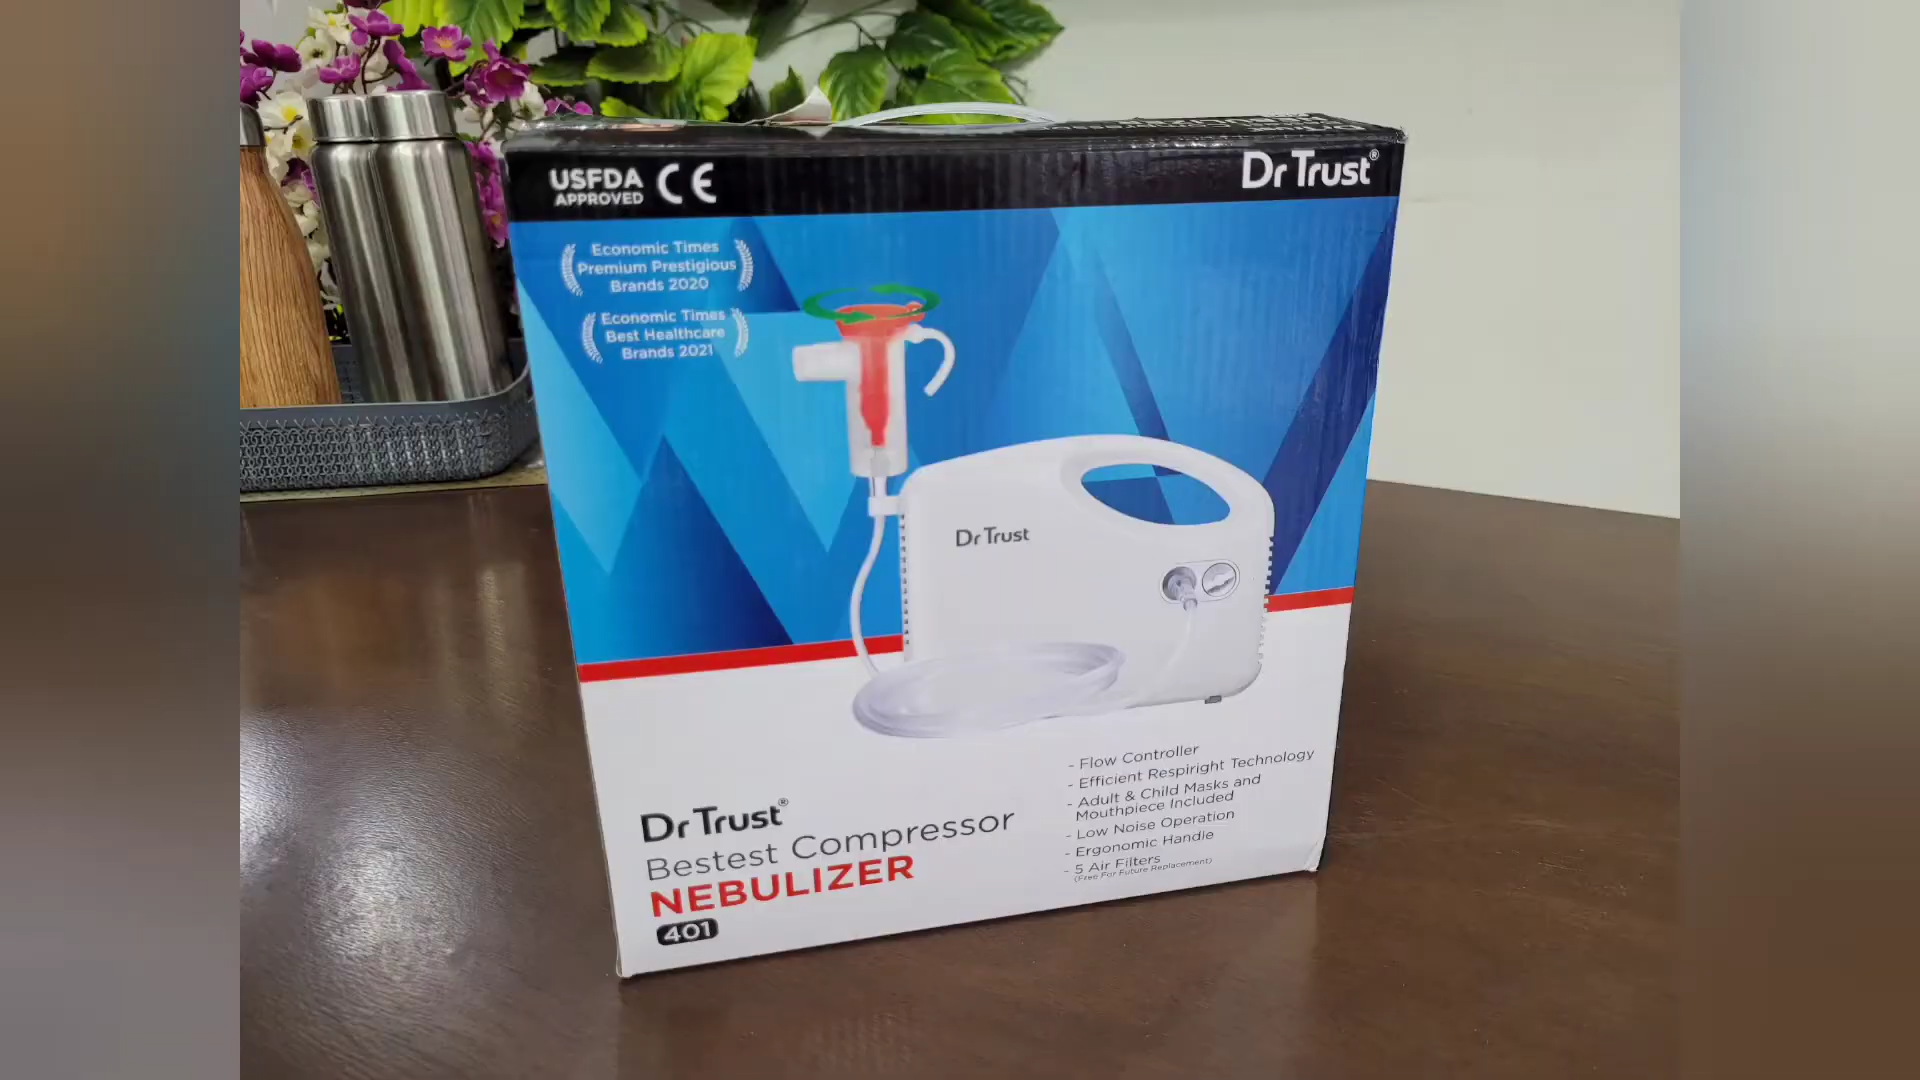 USFDA
APPROVED
CE
Dr Trust®
Economic Times
Premium Prestigious
Brands 2020
Economic Times
Best Healthcare
Brands 2021
Dr Trust
- Flow Controller
- Efficient Respiright Technology
- Adult & Child Masks and
Mouthpiece Included
- Low Noise Operation
- Ergonomic Handle
- 5 Air Filters
(Free For Future Replacement)
Dr Trust®
Bestest Compressor
NEBULIZER
401